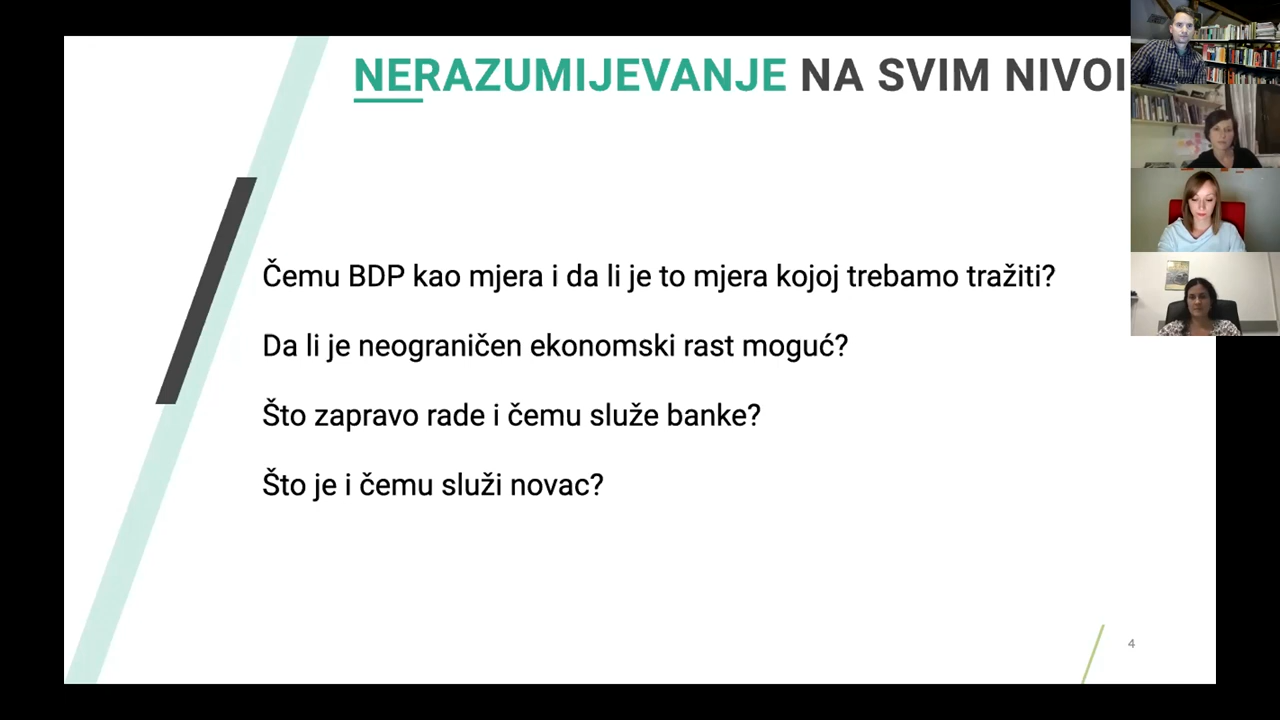 NERAZUMIJEVANJE NA SVIM
Čemu BDP kao mjera i da li je to mjera kojoj trebamo tražiti?
Da li je neograničen ekonomski rast moguć?
Što zapravo rade i čemu služe banke?
Što je i čemu služi novac?
4